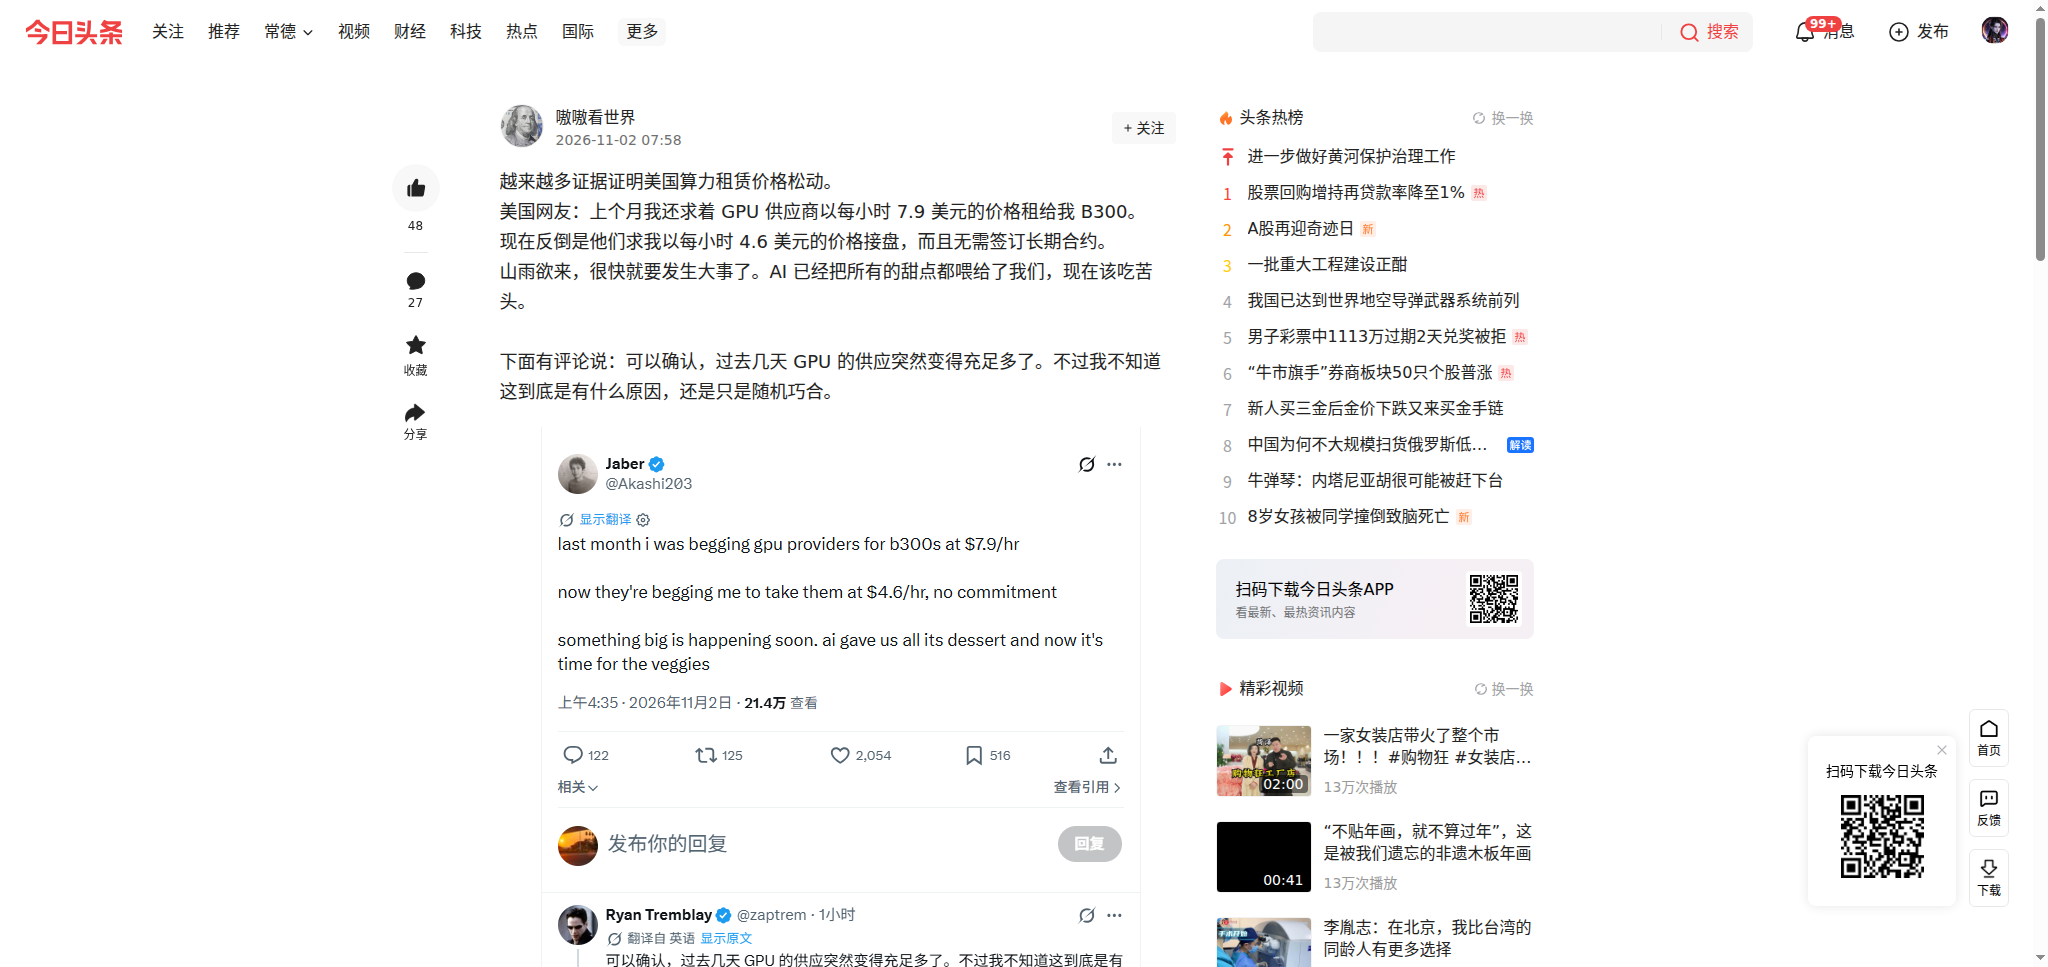 今日头条
关注 推荐 常德 视频 财经 科技 热点 国际 更多
搜索
99+
消息
发布
嗷嗷看世界
2026-11-02 07:58
+ 关注
48
27
收藏
分享
越来越多证据证明美国算力租赁价格松动。
美国网友：上个月我还求着 GPU 供应商以每小时 7.9 美元的价格租给我 B300。
现在反倒是他们求我以每小时 4.6 美元的价格接盘，而且无需签订长期合约。
山雨欲来，很快就要发生大事了。AI 已经把所有的甜点都喂给了我们，现在该吃苦
头。
下面有评论说：可以确认，过去几天 GPU 的供应突然变得充足多了。不过我不知道
这到底是有什么原因，还是只是随机巧合。
Jaber
@Akashi203
显示翻译
last month i was begging gpu providers for b300s at $7.9/hr
now they're begging me to take them at $4.6/hr, no commitment
something big is happening soon. ai gave us all its dessert and now it's
time for the veggies
上午4:35 · 2026年11月2日 · 21.4万 查看
122 125 2,054 516
相关 查看引用
发布你的回复
回复
Ryan Tremblay @zaptrem · 1小时
翻译自 英语 显示原文
可以确认，过去几天 GPU 的供应突然变得充足多了。不过我不知道这到底是有
头条热榜
换一换
进一步做好黄河保护治理工作
1 股票回购增持再贷款率降至1% 热
2 A股再迎奇迹日 新
3 一批重大工程建设正酣
4 我国已达到世界地空导弹武器系统前列
5 男子彩票中1113万过期2天兑奖被拒 热
6 “牛市旗手”券商板块50只个股普涨 热
7 新人买三金后金价下跌又来买金手链
8 中国为何不大规模扫货俄罗斯低... 解读
9 牛弹琴：内塔尼亚胡很可能被赶下台
10 8岁女孩被同学撞倒致脑死亡 新
扫码下载今日头条APP
看最新、最热资讯内容
精彩视频
换一换
02:00
一家女装店带火了整个市
场！！！#购物狂 #女装店...
13万次播放
00:41
“不贴年画，就不算过年”，这
是被我们遗忘的非遗木板年画
13万次播放
李胤志：在北京，我比台湾的
同龄人有更多选择
扫码下载今日头条
首页
反馈
下载